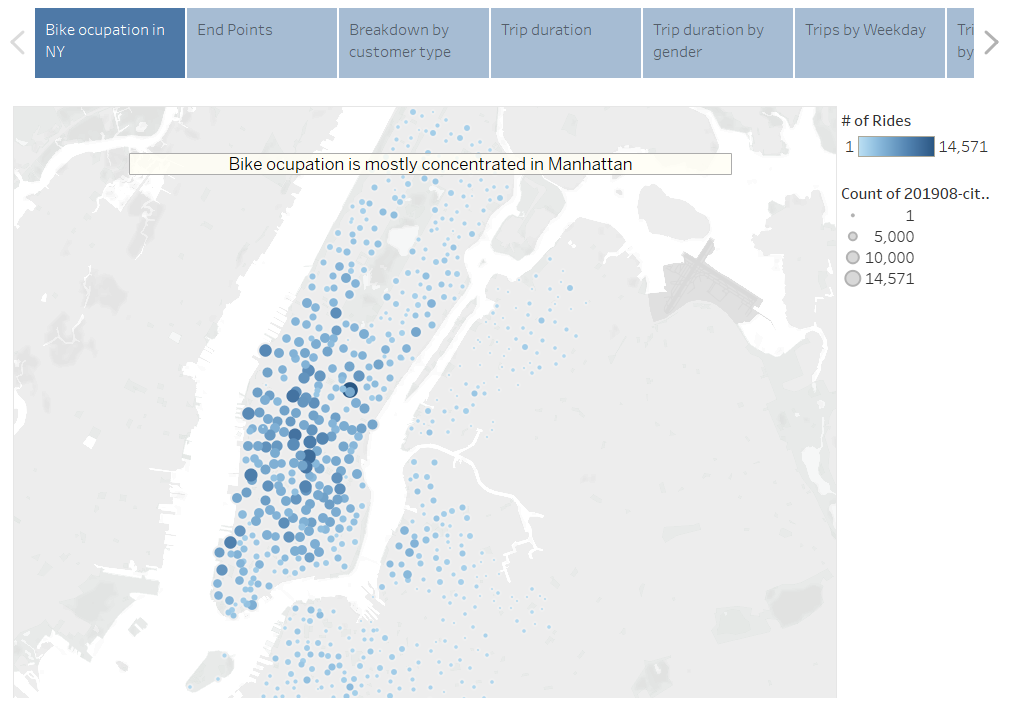 Bike ocupation in
NY
End Points
Breakdown by
customer type
Trip duration
Trip duration by
gender
Trips by Weekday
Tri
by
Bike ocupation is mostly concentrated in Manhattan
# of Rides
1 14,571
Count of 201908-cit..
1
5,000
10,000
14,571